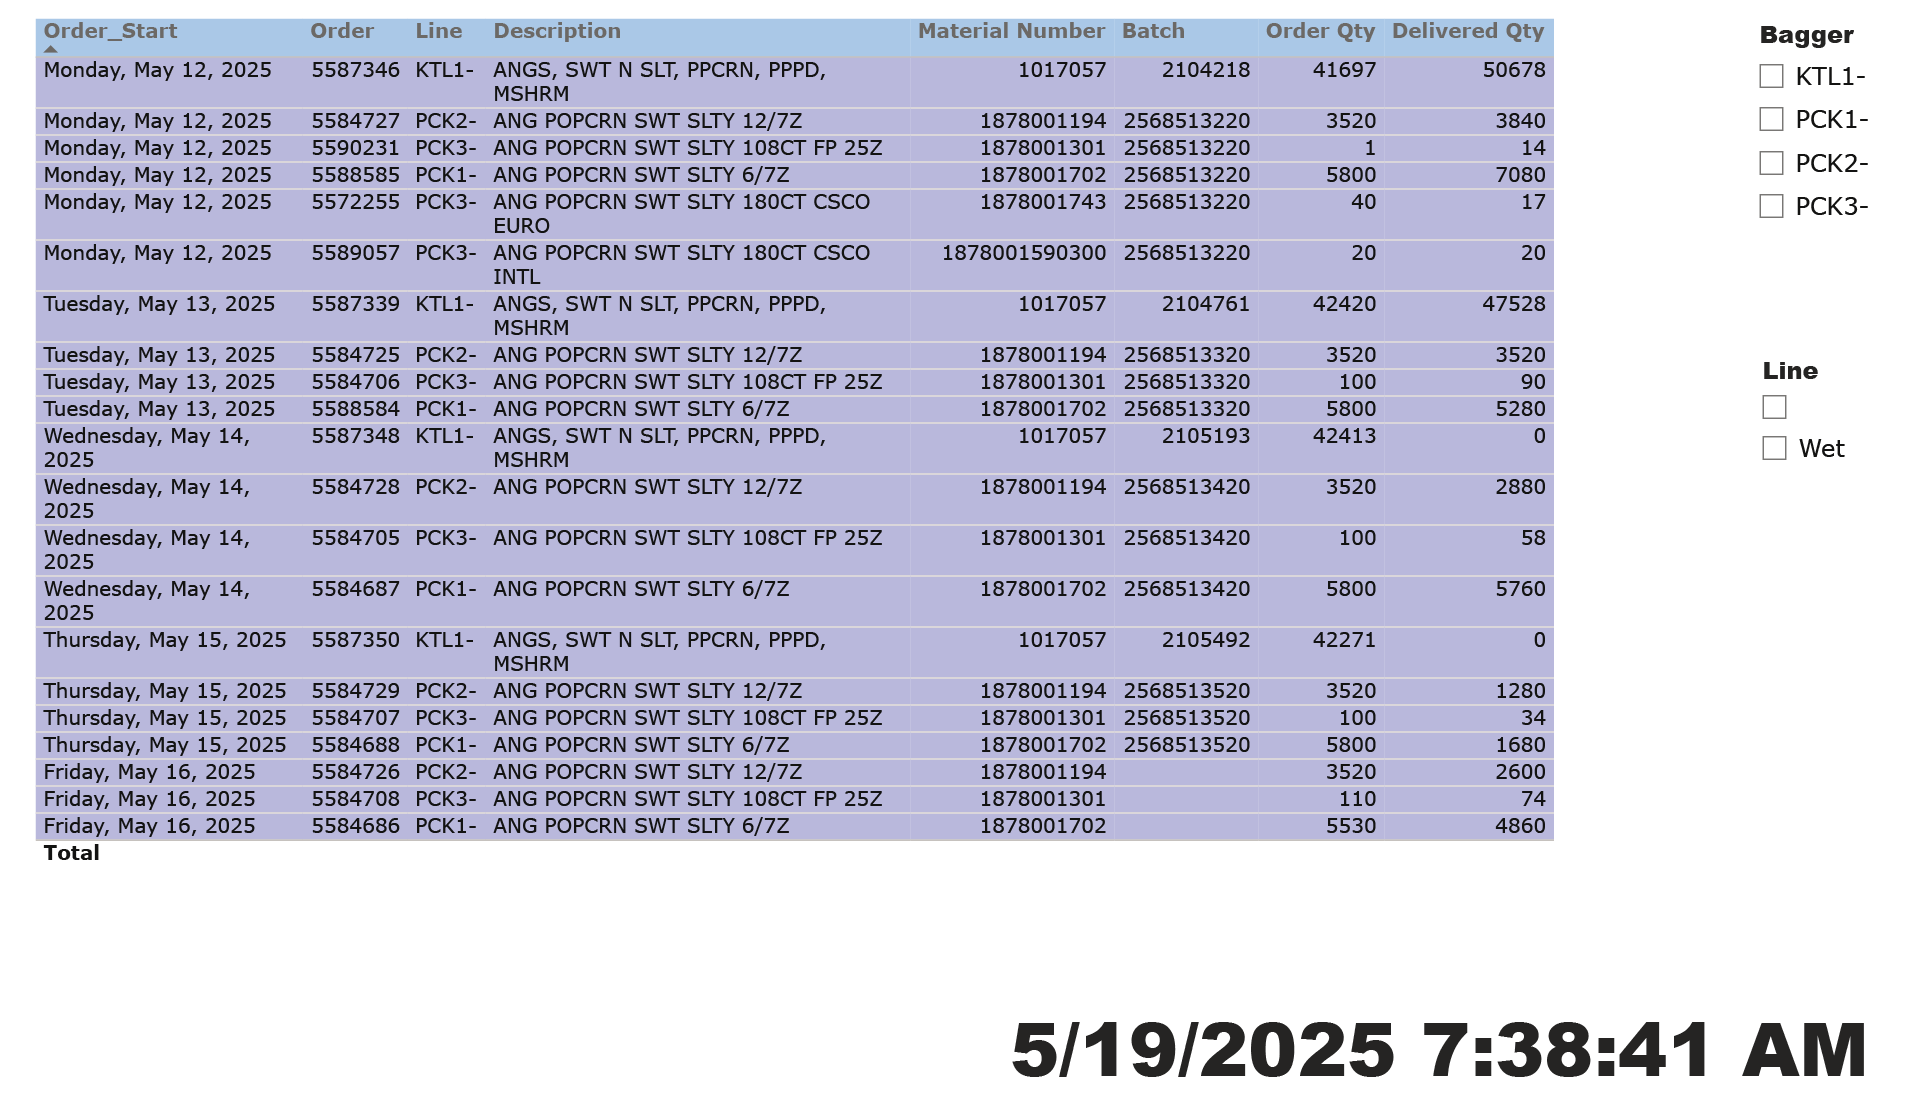 Order_Start Order Line Description Material Number Batch Order Qty Delivered Qty
Monday, May 12, 2025 5587346 KTL1- ANGS, SWT N SLT, PPCRN, PPPD, 1017057 2104218 41697 50678
MSHRM
Monday, May 12, 2025 5584727 PCK2- ANG POPCRN SWT SLTY 12/7Z 1878001194 2568513220 3520 3840
Monday, May 12, 2025 5590231 PCK3- ANG POPCRN SWT SLTY 108CT FP 25Z 1878001301 2568513220 1 14
Monday, May 12, 2025 5588585 PCK1- ANG POPCRN SWT SLTY 6/7Z 1878001702 2568513220 5800 7080
Monday, May 12, 2025 5572255 PCK3- ANG POPCRN SWT SLTY 180CT CSCO 1878001743 2568513220 40 17
EURO
Monday, May 12, 2025 5589057 PCK3- ANG POPCRN SWT SLTY 180CT CSCO 1878001590300 2568513220 20 20
INTL
Tuesday, May 13, 2025 5587339 KTL1- ANGS, SWT N SLT, PPCRN, PPPD, 1017057 2104761 42420 47528
MSHRM
Tuesday, May 13, 2025 5584725 PCK2- ANG POPCRN SWT SLTY 12/7Z 1878001194 2568513320 3520 3520
Tuesday, May 13, 2025 5584706 PCK3- ANG POPCRN SWT SLTY 108CT FP 25Z 1878001301 2568513320 100 90
Tuesday, May 13, 2025 5588584 PCK1- ANG POPCRN SWT SLTY 6/7Z 1878001702 2568513320 5800 5280
Wednesday, May 14, 5587348 KTL1- ANGS, SWT N SLT, PPCRN, PPPD, 1017057 2105193 42413 0
2025 MSHRM
Wednesday, May 14, 5584728 PCK2- ANG POPCRN SWT SLTY 12/7Z 1878001194 2568513420 3520 2880
2025
Wednesday, May 14, 5584705 PCK3- ANG POPCRN SWT SLTY 108CT FP 25Z 1878001301 2568513420 100 58
2025
Wednesday, May 14, 5584687 PCK1- ANG POPCRN SWT SLTY 6/7Z 1878001702 2568513420 5800 5760
2025
Thursday, May 15, 2025 5587350 KTL1- ANGS, SWT N SLT, PPCRN, PPPD, 1017057 2105492 42271 0
MSHRM
Thursday, May 15, 2025 5584729 PCK2- ANG POPCRN SWT SLTY 12/7Z 1878001194 2568513520 3520 1280
Thursday, May 15, 2025 5584707 PCK3- ANG POPCRN SWT SLTY 108CT FP 25Z 1878001301 2568513520 100 34
Thursday, May 15, 2025 5584688 PCK1- ANG POPCRN SWT SLTY 6/7Z 1878001702 2568513520 5800 1680
Friday, May 16, 2025 5584726 PCK2- ANG POPCRN SWT SLTY 12/7Z 1878001194 3520 2600
Friday, May 16, 2025 5584708 PCK3- ANG POPCRN SWT SLTY 108CT FP 25Z 1878001301 110 74
Friday, May 16, 2025 5584686 PCK1- ANG POPCRN SWT SLTY 6/7Z 1878001702 5530 4860
Total
Bagger
KTL1-
PCK1-
PCK2-
PCK3-
Line
Wet
5/19/2025 7:38:41 AM